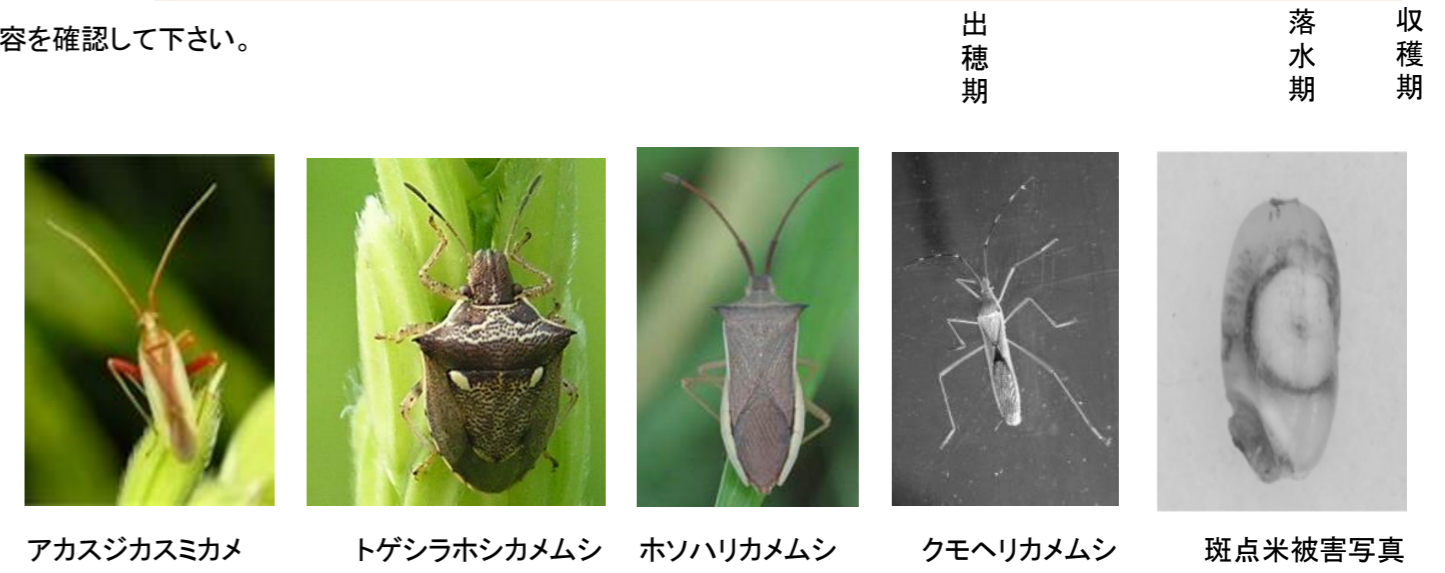 容を確認して下さい。
出穂期
落水期
収穫期
アカスジカスミカメ
トゲシラホシカメムシ
ホソハリカメムシ
クモヘリカメムシ
斑点米被害写真